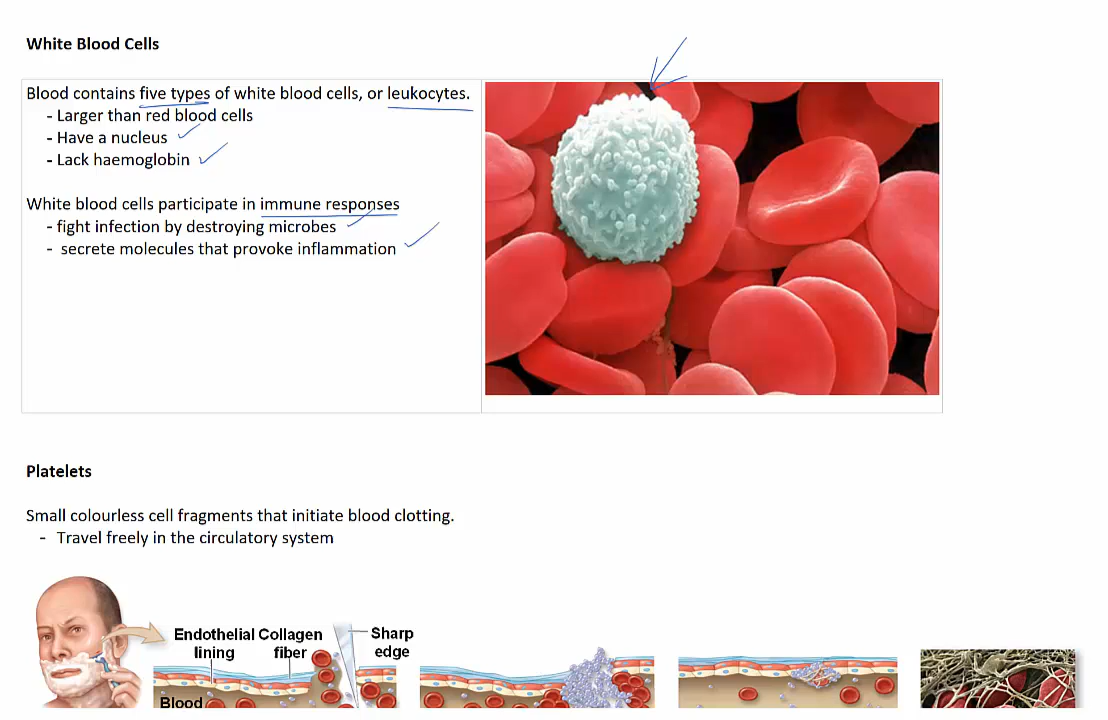 White Blood Cells
Blood contains five types of white blood cells, or leukocytes.
- Larger than red blood cells
- Have a nucleus
- Lack haemoglobin
White blood cells participate in immune responses
- fight infection by destroying microbes
- secrete molecules that provoke inflammation
Platelets
Small colourless cell fragments that initiate blood clotting.
- Travel freely in the circulatory system
Endothelial Collagen Sharp
lining fiber edge
Blood